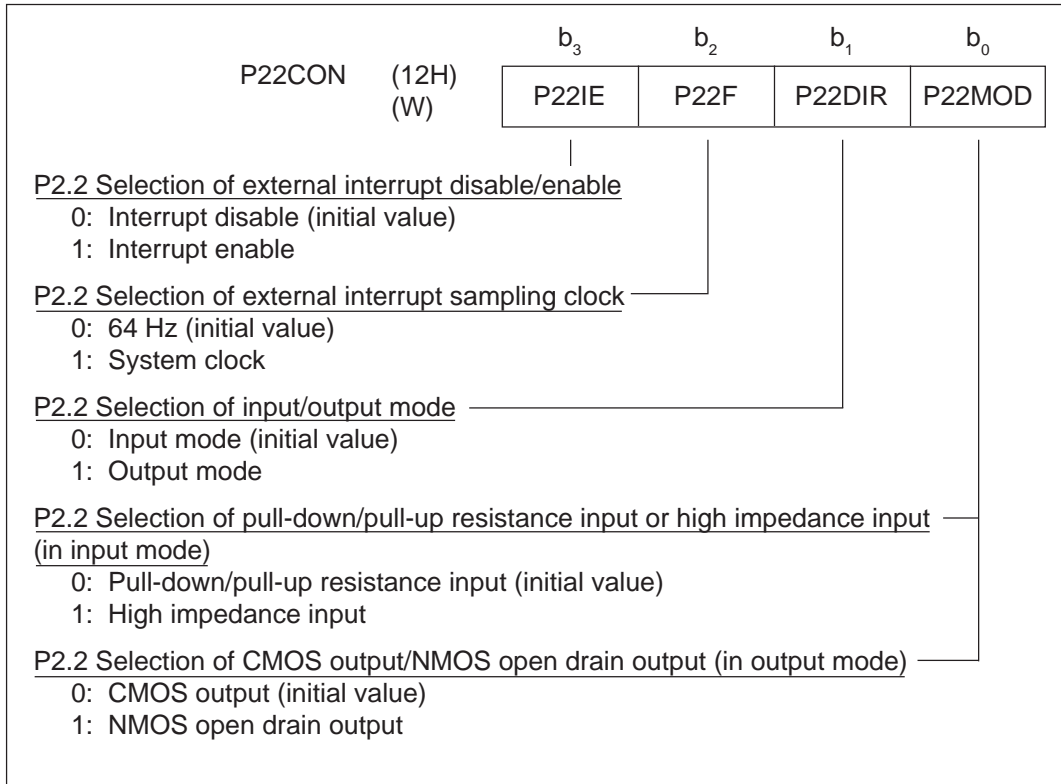 b3 b2 b1 b0
P22CON (12H) P22IE P22F P22DIR P22MOD
(W)
P2.2 Selection of external interrupt disable/enable
0: Interrupt disable (initial value)
1: Interrupt enable
P2.2 Selection of external interrupt sampling clock
0: 64 Hz (initial value)
1: System clock
P2.2 Selection of input/output mode
0: Input mode (initial value)
1: Output mode
P2.2 Selection of pull-down/pull-up resistance input or high impedance input
(in input mode)
0: Pull-down/pull-up resistance input (initial value)
1: High impedance input
P2.2 Selection of CMOS output/NMOS open drain output (in output mode)
0: CMOS output (initial value)
1: NMOS open drain output